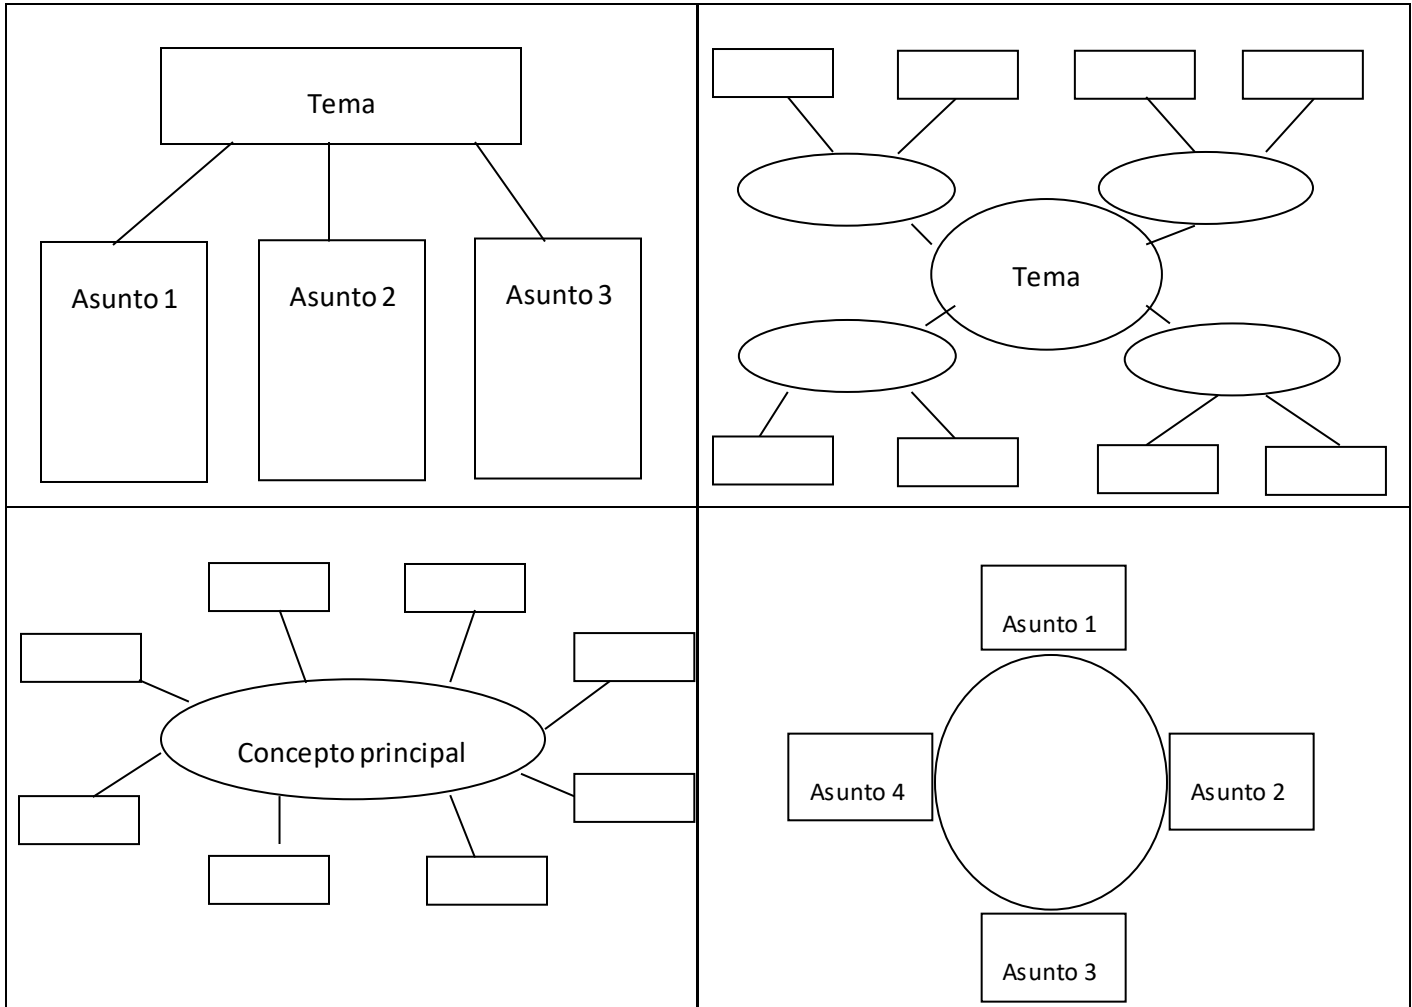 Tema
Asunto 1
Asunto 2
Asunto 3
Tema
Concepto principal
Asunto 1
Asunto 4
Asunto 2
Asunto 3